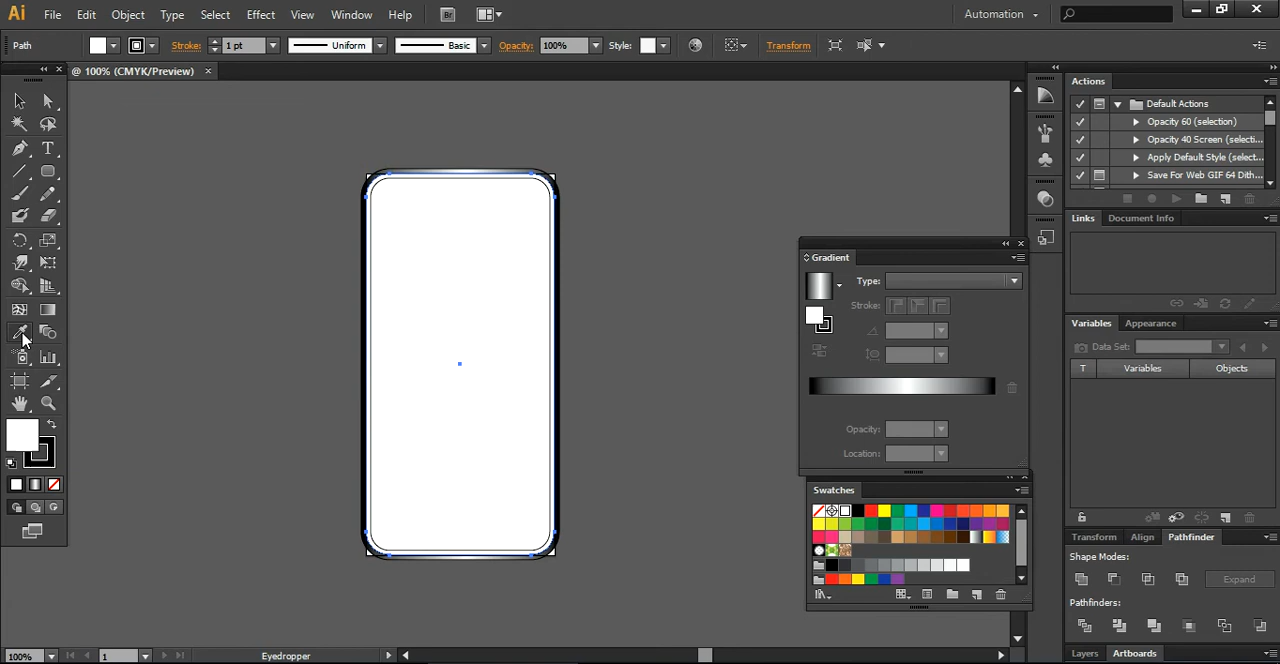 Ai File Edit Object Type Select Effect View Window Help Br Automation
Path Stroke: 1 pt Uniform Basic Opacity: 100% Style: Transform
@ 100% (CMYK/Preview) ×
Actions
Default Actions
Opacity 60 (selection)
Opacity 40 Screen (selecti...
Apply Default Style (select...
Save For Web GIF 64 Dith...
Links Document Info
Gradient
Type:
Stroke:
Opacity:
Location:
Variables Appearance
Data Set:
T Variables Objects
Swatches
Transform Align Pathfinder
Shape Modes:
Expand
Pathfinders:
Layers Artboards
100% 1 Eyedropper